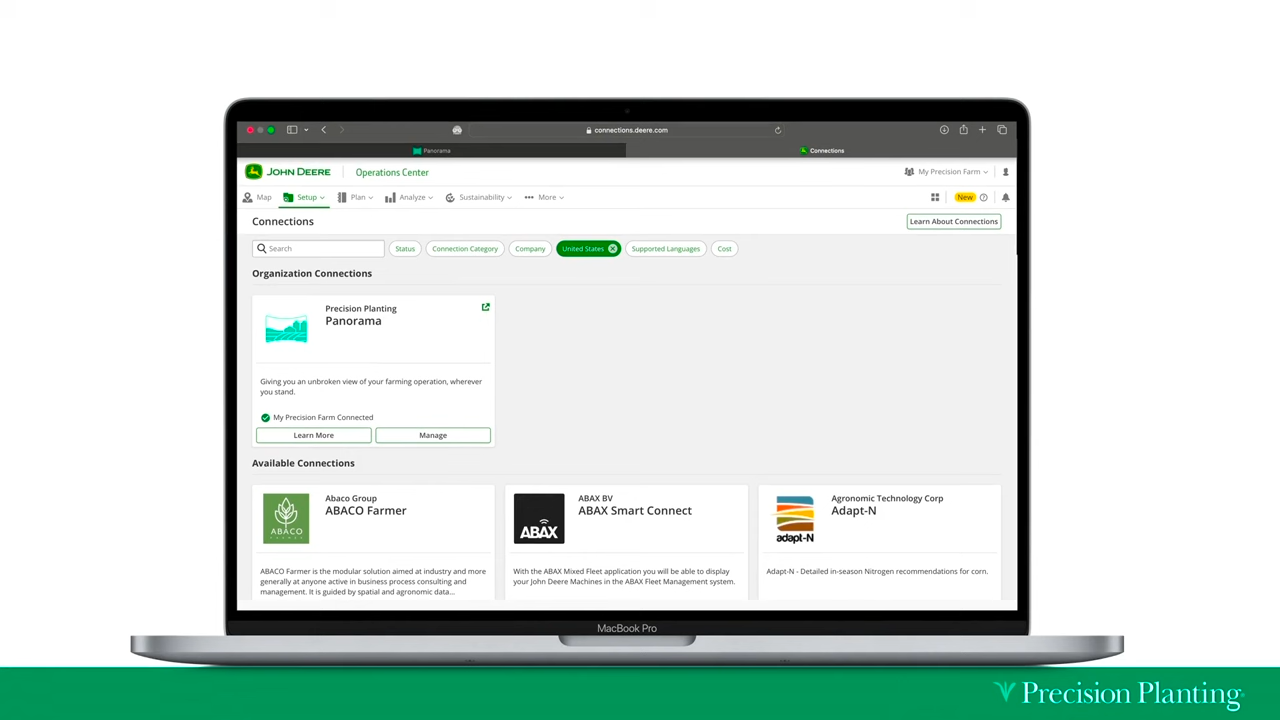 connections.deere.com
Panorama
Connections
JOHN DEERE
Operations Center
My Precision Farm
Map
Setup
Plan
Analyze
Sustainability
More
New
Connections
Learn About Connections
Search
Status
Connection Category
Company
United States
Supported Languages
Cost
Organization Connections
Precision Planting
Panorama
Giving you an unbroken view of your farming operation, wherever
you stand.
My Precision Farm Connected
Learn More
Manage
Available Connections
ABACO
FARMER
Abaco Group
ABACO Farmer
ABACO Farmer is the modular solution aimed at industry and more
generally at anyone active in business process consulting and
management. It is guided by spatial and agronomic data...
ABAX
ABAX BV
ABAX Smart Connect
With the ABAX Mixed Fleet application you will be able to display
your John Deere Machines in the ABAX Fleet Management system.
adapt-N
Agronomic Technology Corp
Adapt-N
Adapt-N - Detailed in-season Nitrogen recommendations for corn.
MacBook Pro
Precision Planting